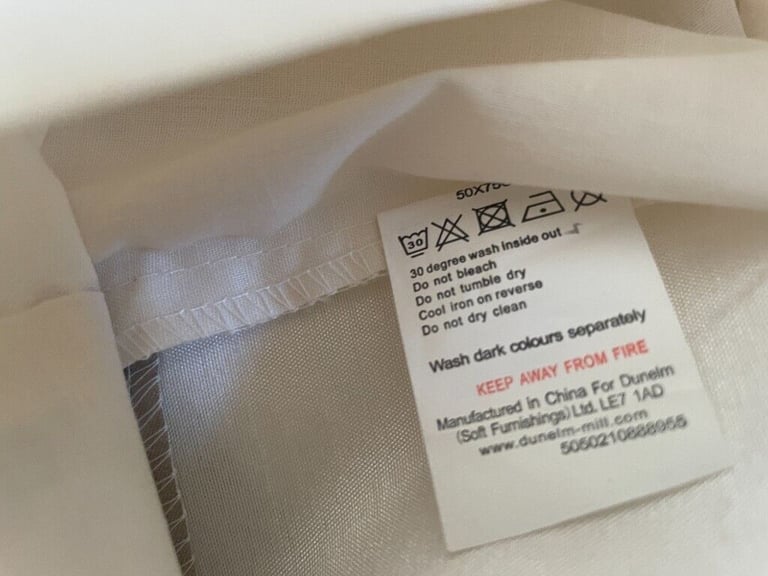 30
30 degree wash inside out
Do not bleach
Do not tumble dry
Cool iron on reverse
Do not dry clean
Wash dark colours separately
KEEP AWAY FROM FIRE
Manufactured in China For Dunelm
(Soft Furnishings) Ltd. LE7 1AD
www.dunelm-mill.com
5050210888955